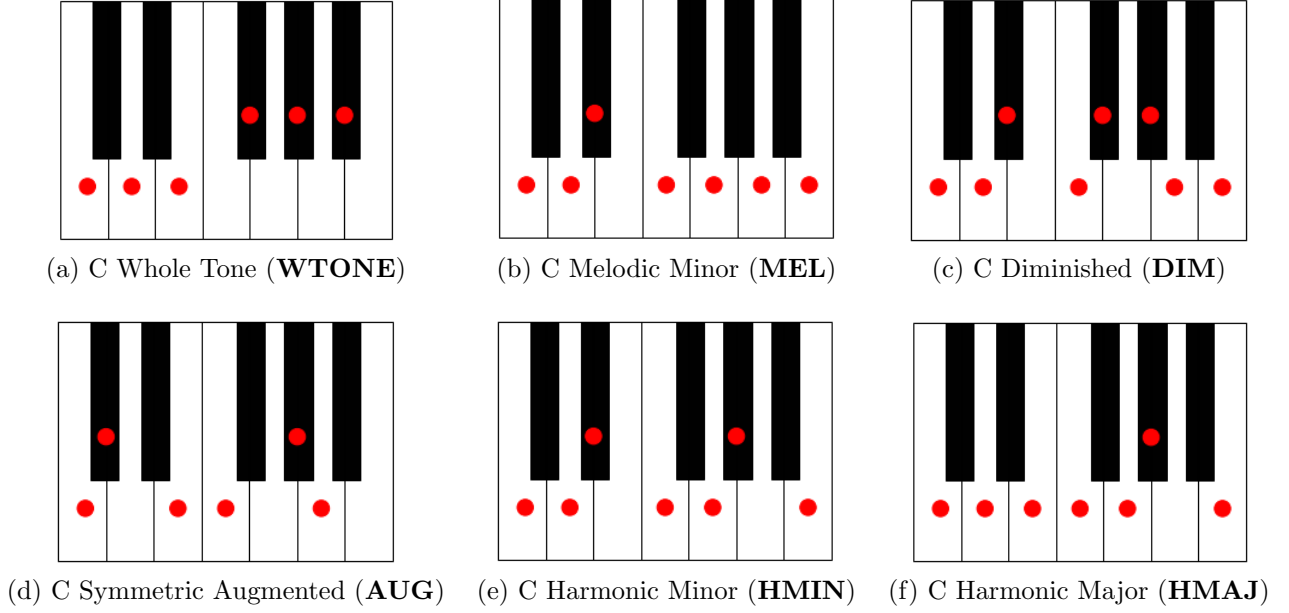 (a) C Whole Tone (WTONE)
(b) C Melodic Minor (MEL)
(c) C Diminished (DIM)
(d) C Symmetric Augmented (AUG)
(e) C Harmonic Minor (HMIN)
(f) C Harmonic Major (HMAJ)